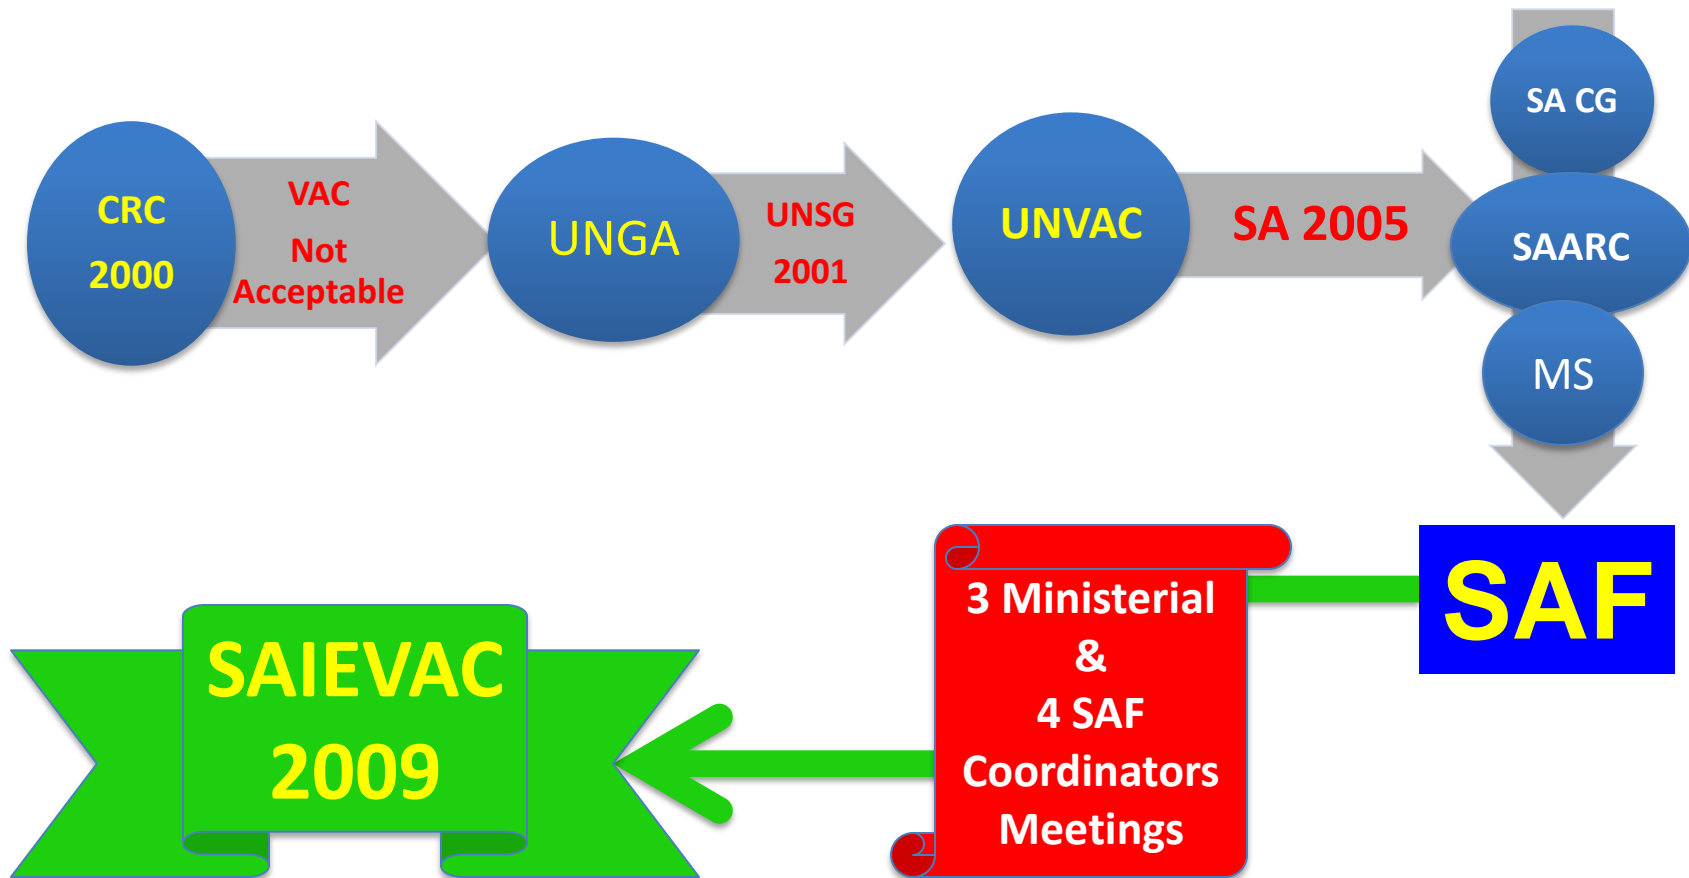 CRC
2000
VAC
Not
Acceptable
UNGA
UNSG
2001
UNVAC
SA 2005
SA CG
SAARC
MS
SAF
3 Ministerial
&
4 SAF
Coordinators
Meetings
SAIEVAC
2009